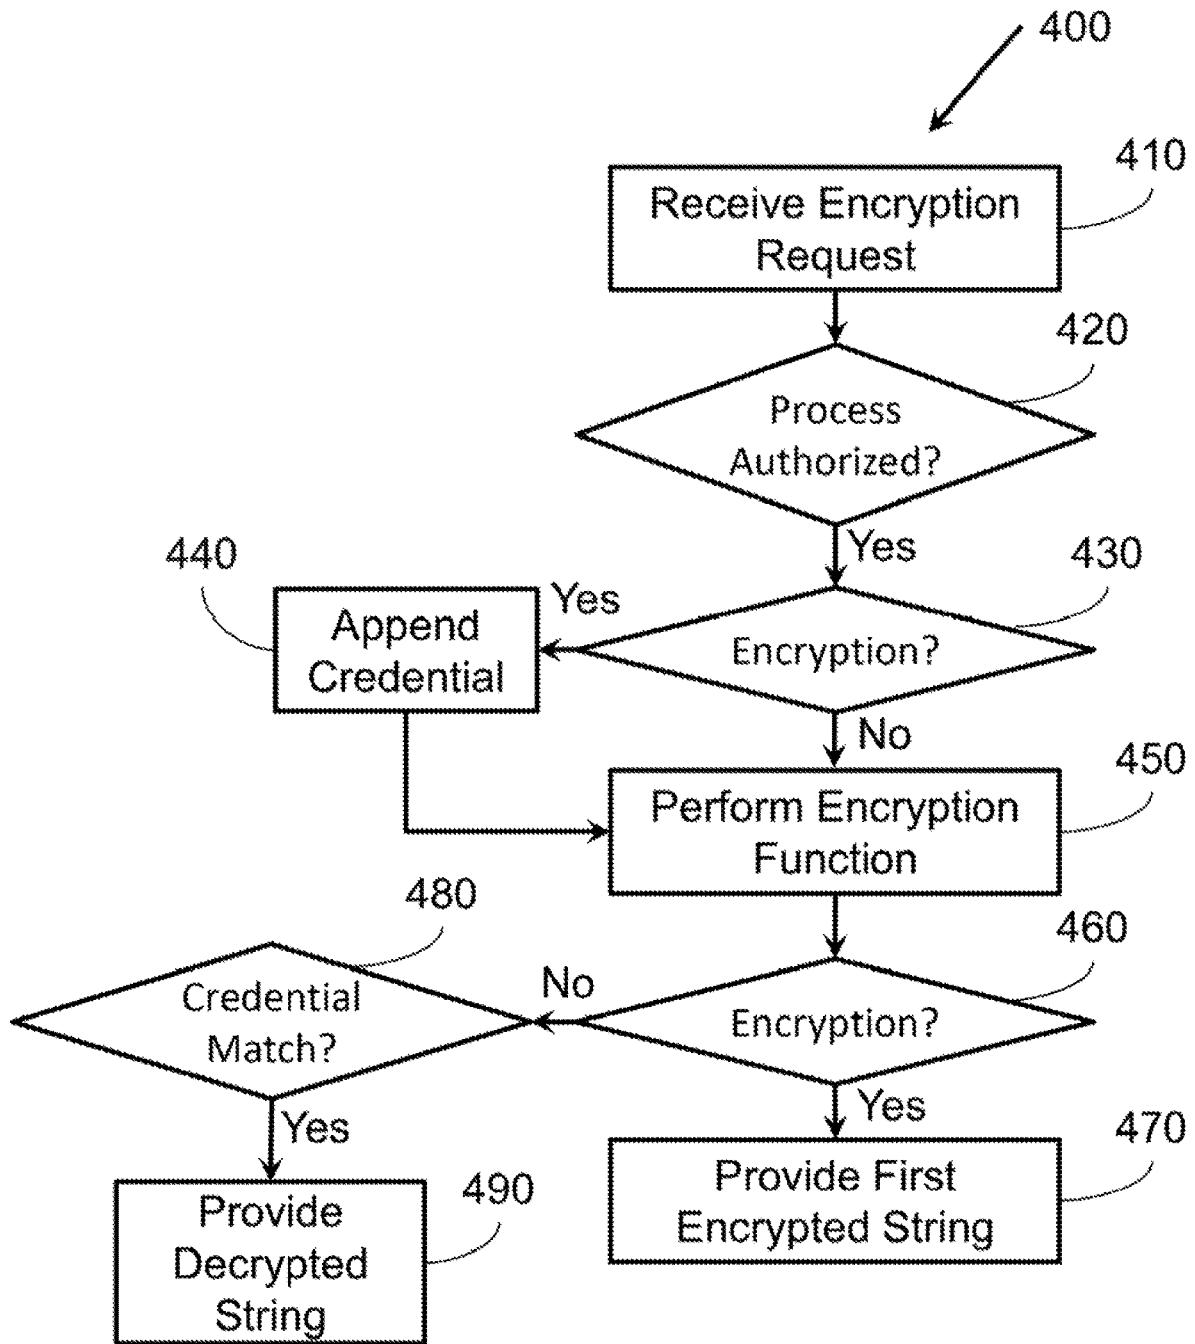 400
410
Receive Encryption
Request
420
Process
Authorized?
Yes
430
440
Yes
Append
Credential
Encryption?
No
450
Perform Encryption
Function
480
460
No
Credential
Match?
Encryption?
Yes
Yes
470
490
Provide First
Encrypted String
Provide
Decrypted
String